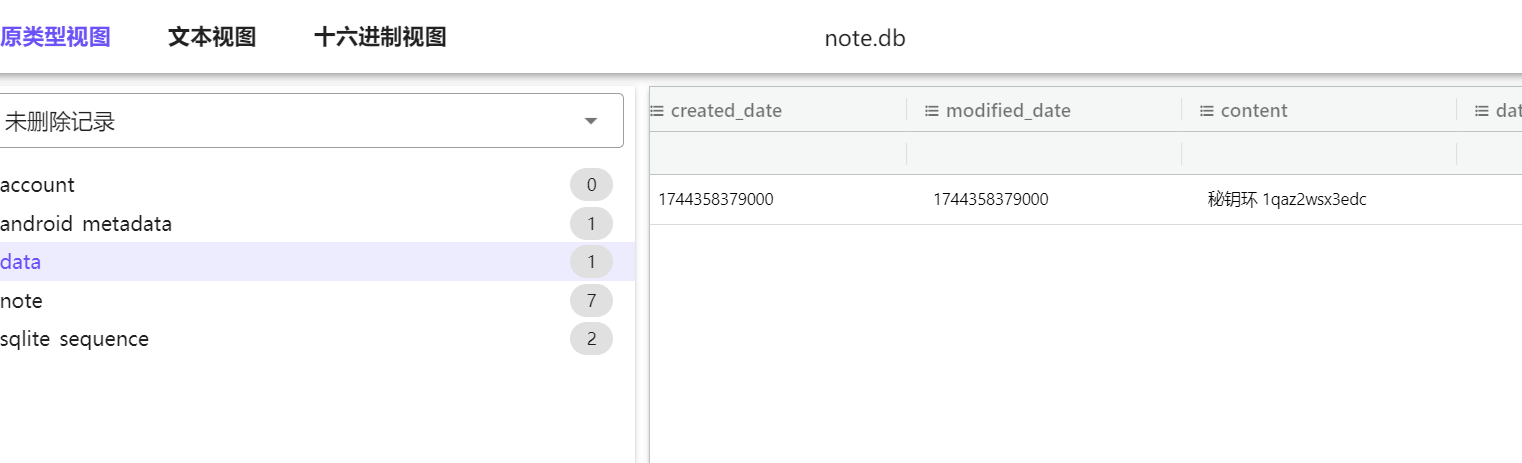 原类型视图 文本视图 十六进制视图 note.db
未删除记录
account 0
android metadata 1
data 1
note 7
sqlite sequence 2
created_date modified_date content dat
1744358379000 1744358379000 秘钥环 1qaz2wsx3edc